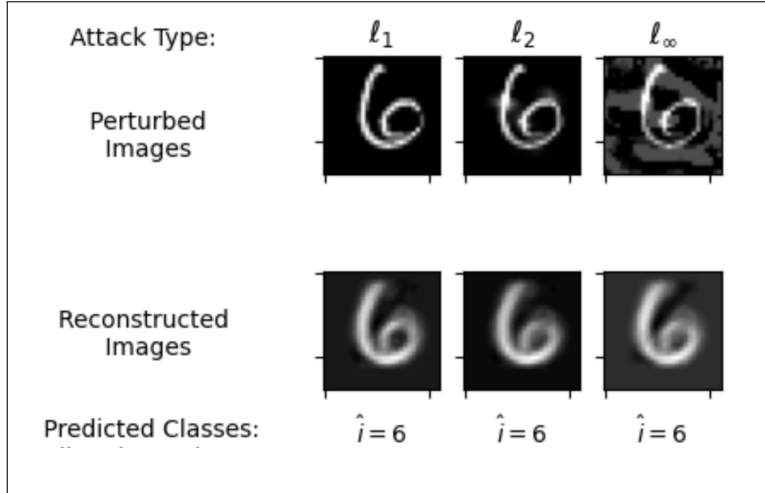 Attack Type: ℓ₁ ℓ₂ ℓ∞
Perturbed
Images
Reconstructed
Images
Predicted Classes: î = 6 î = 6 î = 6